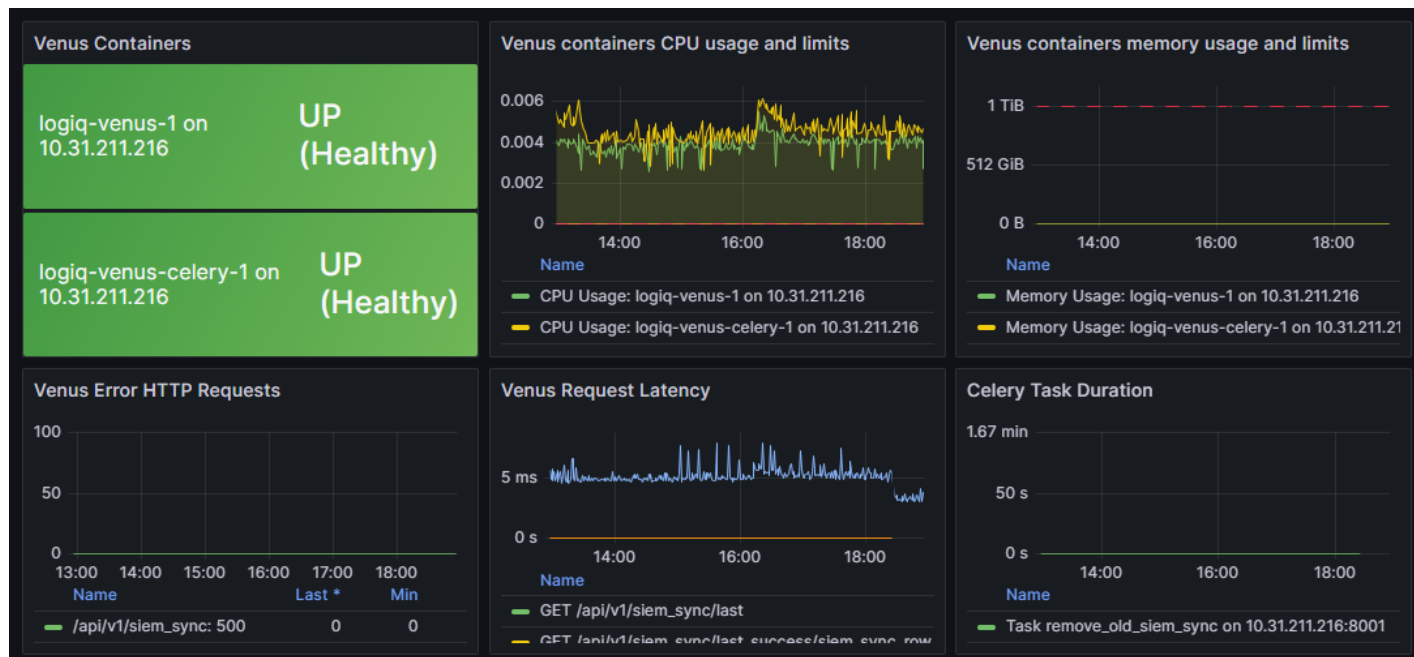 Venus Containers
logiq-venus-1 on
10.31.211.216
UP
(Healthy)
logiq-venus-celery-1 on
10.31.211.216
UP
(Healthy)
Venus containers CPU usage and limits
0.006
0.004
0.002
0
14:00 16:00 18:00
Name
CPU Usage: logiq-venus-1 on 10.31.211.216
CPU Usage: logiq-venus-celery-1 on 10.31.211.216
Venus containers memory usage and limits
1 TiB
512 GiB
0 B
14:00 16:00 18:00
Name
Memory Usage: logiq-venus-1 on 10.31.211.216
Memory Usage: logiq-venus-celery-1 on 10.31.211.21
Venus Error HTTP Requests
100
50
0
13:00 14:00 15:00 16:00 17:00 18:00
Name Last * Min
/api/v1/siem_sync: 500 0 0
Venus Request Latency
5 ms
0 s
14:00 16:00 18:00
Name
GET /api/v1/siem_sync/last
GET /api/v1/siem_sync/last_success/siem_sync_row
Celery Task Duration
1.67 min
50 s
0 s
14:00 16:00 18:00
Name
Task remove_old_siem_sync on 10.31.211.216:8001